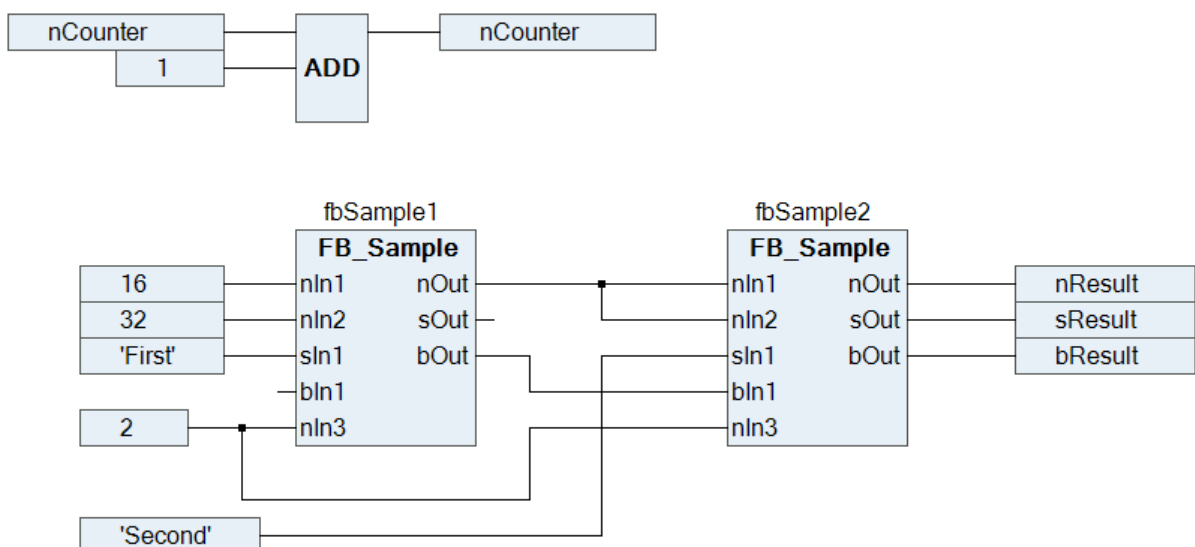 nCounter nCounter
1 ADD
fbSample1 fbSample2
FB_Sample FB_Sample
16 nIn1 nOut nIn1 nOut nResult
32 nIn2 sOut nIn2 sOut sResult
'First' sIn1 bOut sIn1 bOut bResult
bIn1 bIn1
2 nIn3 nIn3
'Second'